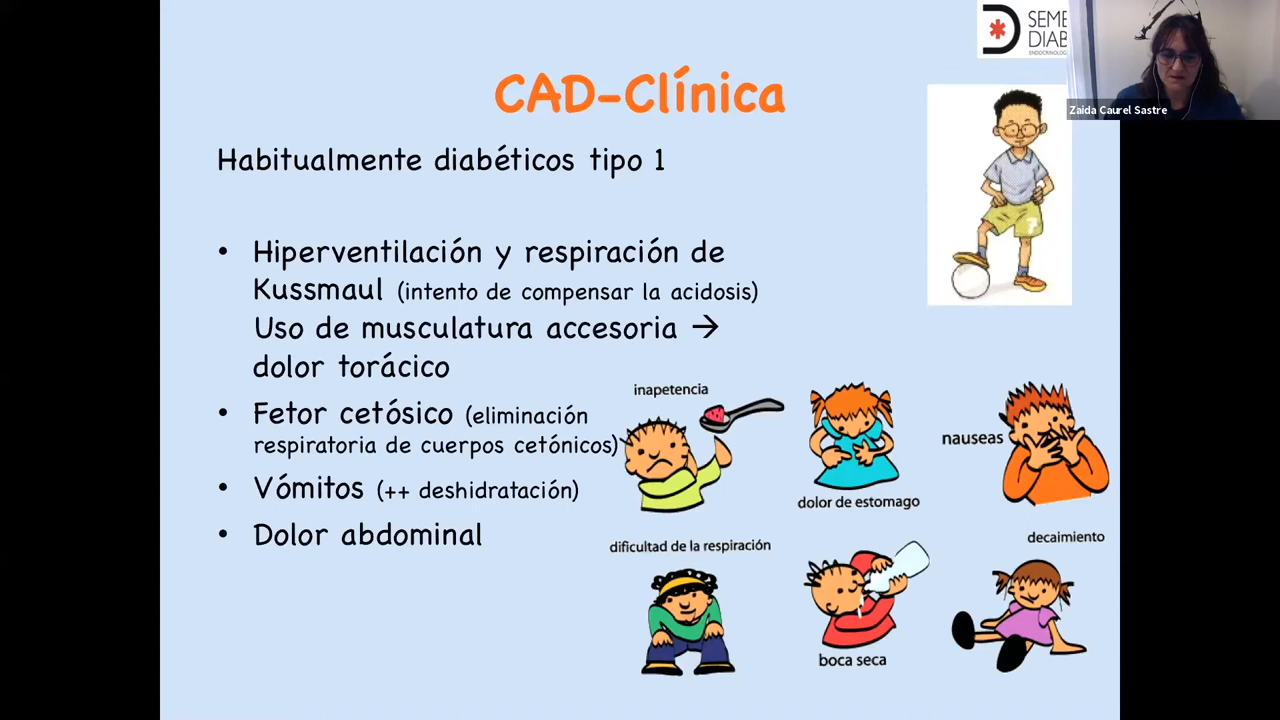 SEME
DIAB
ENDOCRINOLOG
Zaida Caurel Sastre
CAD-Clínica
Habitualmente diabéticos tipo 1
• Hiperventilación y respiración de
Kussmaul (intento de compensar la acidosis)
Uso de musculatura accesoria →
dolor torácico
• Fetor cetósico (eliminación
respiratoria de cuerpos cetónicos)
• Vómitos (++ deshidratación)
• Dolor abdominal
inapetencia
dolor de estomago
nauseas
dificultad de la respiración
boca seca
decaimiento